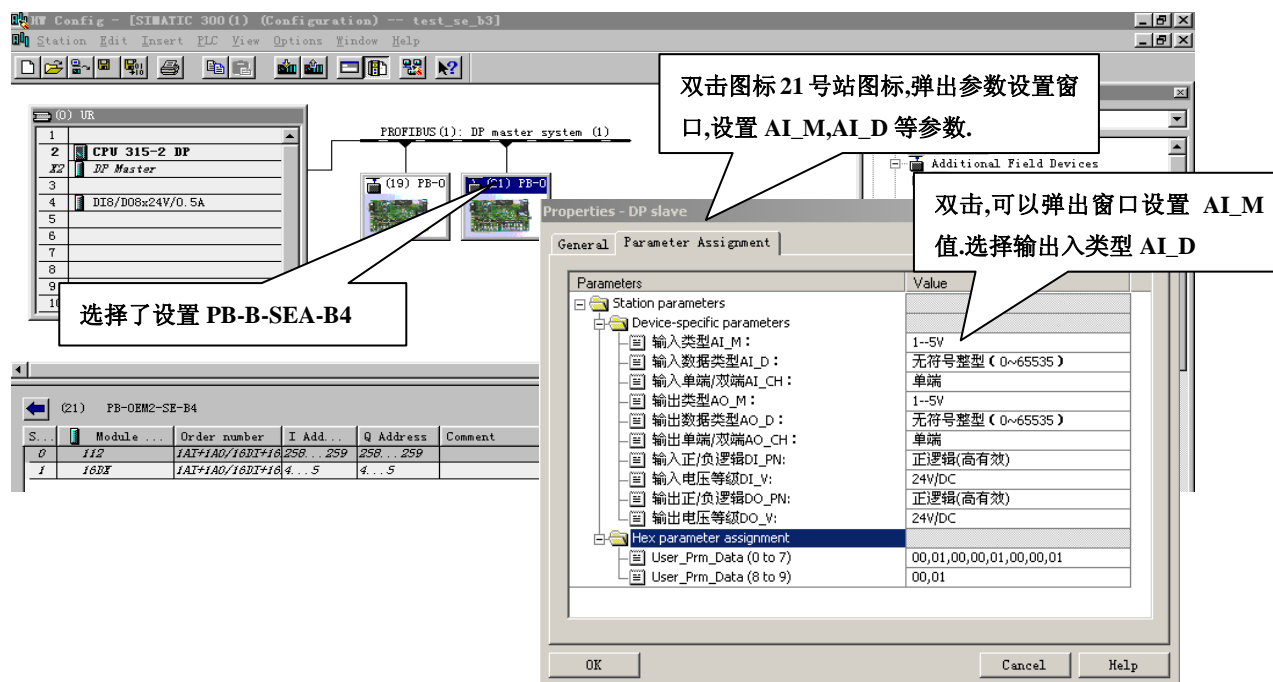 HW Config - [SIMATIC 300(1) (Configuration) -- test_se_b3]
Station Edit Insert PLC View Options Window Help
双击图标 21 号站图标,弹出参数设置窗
口,设置 AI_M,AI_D 等参数.
(0) UR
1
2 CPU 315-2 DP
X2 DP Master
3
4 DI8/DO8x24V/0.5A
5
6
7
8
9
PROFIBUS(1): DP master system (1)
(19) PB-O
(21) PB-O
Additional Field Devices
双击,可以弹出窗口设置 AI_M
值.选择输出入类型 AI_D
选择了设置 PB-B-SEA-B4
Properties - DP slave
General Parameter Assignment
Parameters Value
Station parameters
Device-specific parameters
输入类型AI_M： 1--5V
输入数据类型AI_D： 无符号整型（0~65535）
输入单端/双端AI_CH： 单端
输出类型AO_M： 1--5V
输出数据类型AO_D： 无符号整型（0~65535）
输出单端/双端AO_CH： 单端
输入正/负逻辑DI_PN: 正逻辑(高有效)
输入电压等级DI_V: 24V/DC
输出正/负逻辑DO_PN: 正逻辑(高有效)
输出电压等级DO_V: 24V/DC
Hex parameter assignment
User_Prm_Data (0 to 7) 00,01,00,00,01,00,00,01
User_Prm_Data (8 to 9) 00,01
OK Cancel Help
(21) PB-OEM2-SE-B4
S... Module ... Order number I Add... Q Address Comment
0 112 1AI+1AO/16DI+16 258...259 258...259
1 16DX 1AI+1AO/16DI+16 4...5 4...5